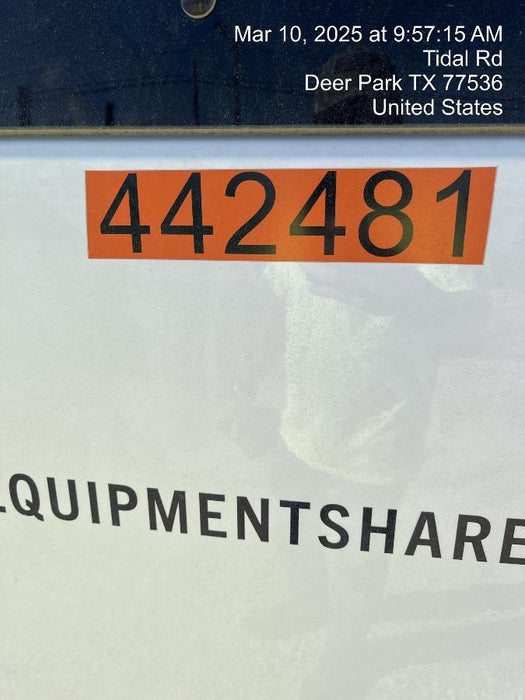 Mar 10, 2025 at 9:57:15 AM
Tidal Rd
Deer Park TX 77536
United States
442481
EQUIPMENTSHARE